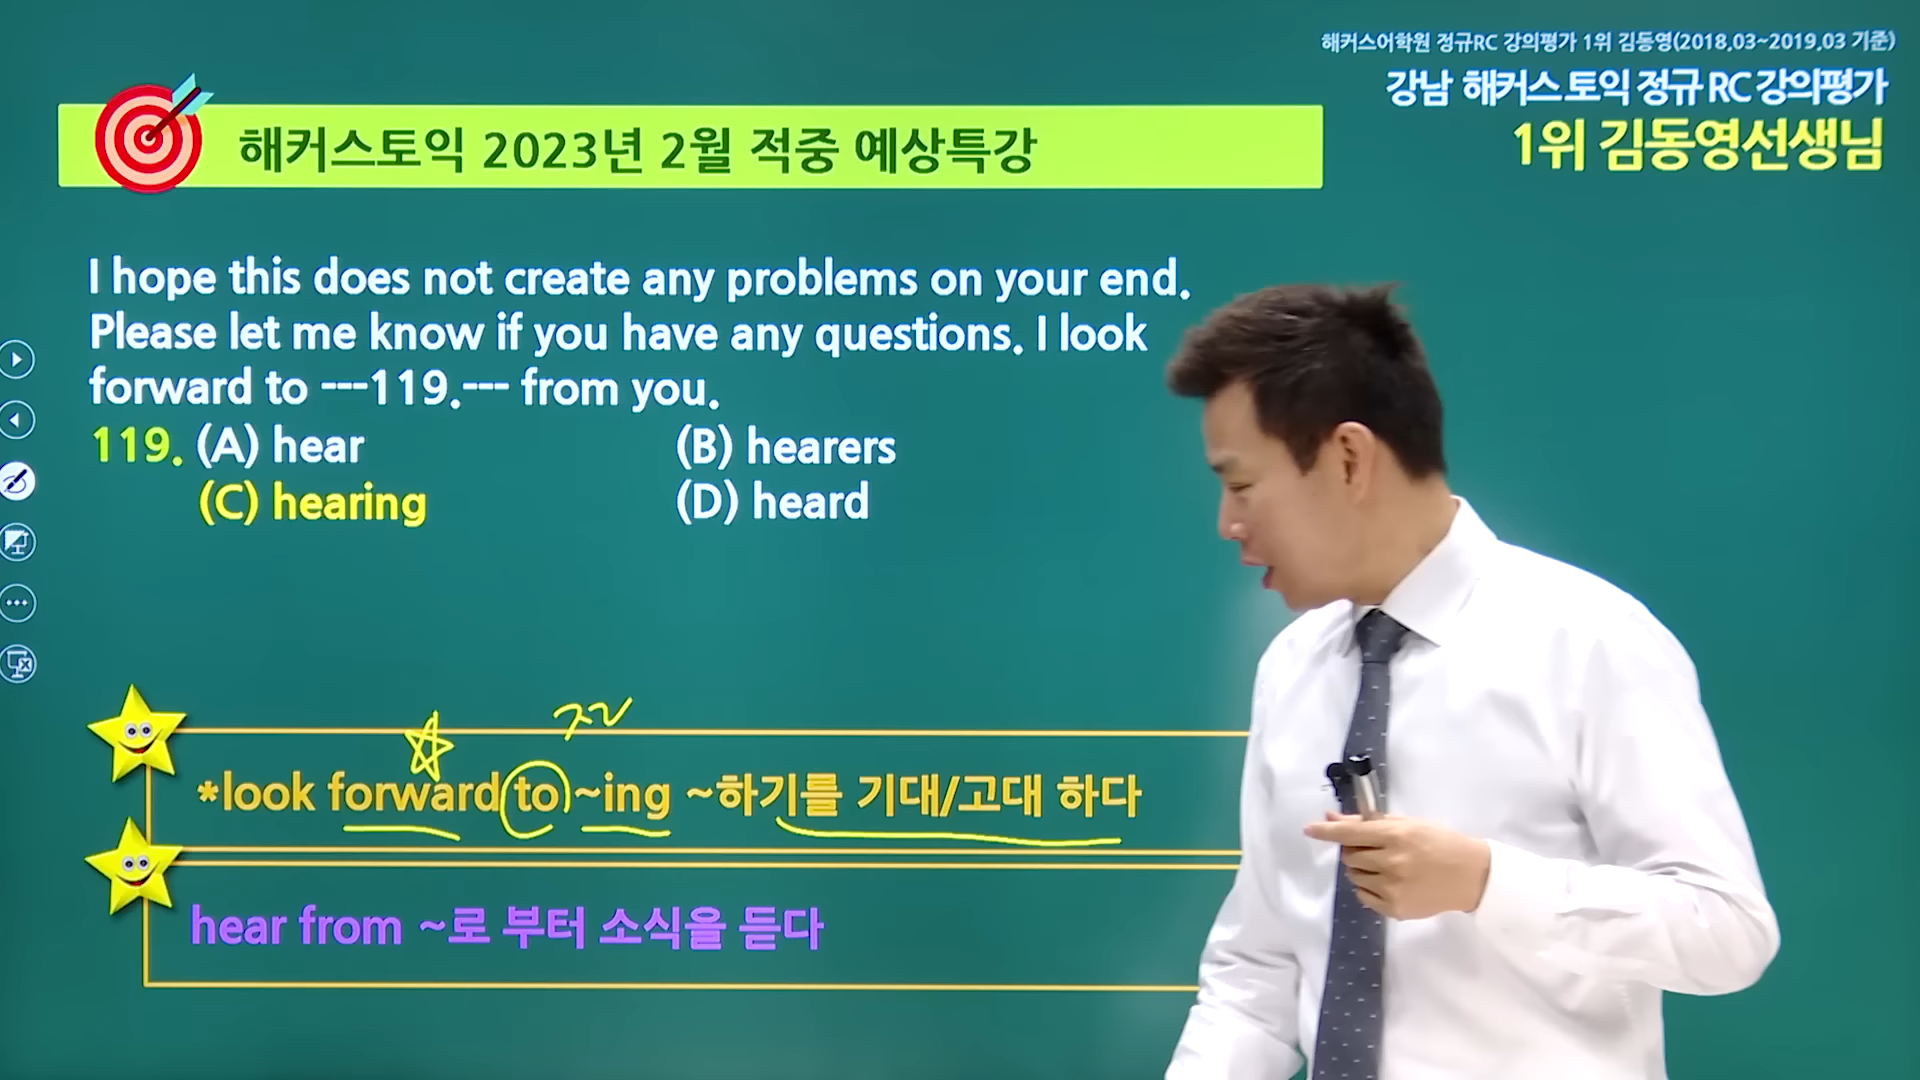 해커스어학원 정규RC 강의평가 1위 김동영(2018.03~2019.03 기준)
강남 해커스 토익 정규 RC 강의평가
1위 김동영선생님
해커스토익 2023년 2월 적중 예상특강
I hope this does not create any problems on your end.
Please let me know if you have any questions. I look
forward to ---119.--- from you.
119. (A) hear (B) hearers
(C) hearing (D) heard
*look forward to ~ing ~하기를 기대/고대 하다
hear from ~로 부터 소식을 듣다